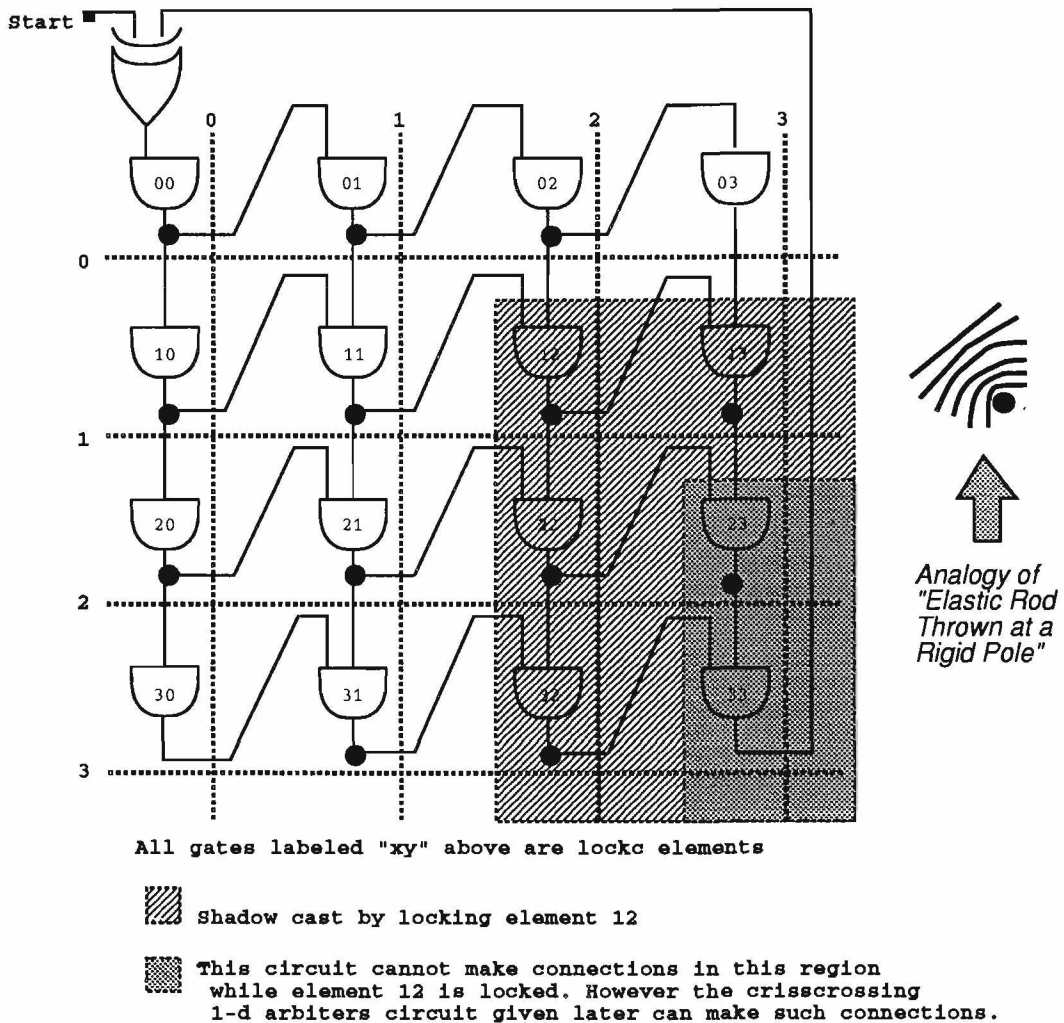 Start
0 1 2 3
00 01 02 03
0
10 11 12 13
1
20 21 22 23
2
30 31 32 33
3
Analogy of
"Elastic Rod
Thrown at a
Rigid Pole"
All gates labeled "xy" above are lockc elements
Shadow cast by locking element 12
This circuit cannot make connections in this region
while element 12 is locked. However the crisscrossing
1-d arbiters circuit given later can make such connections.